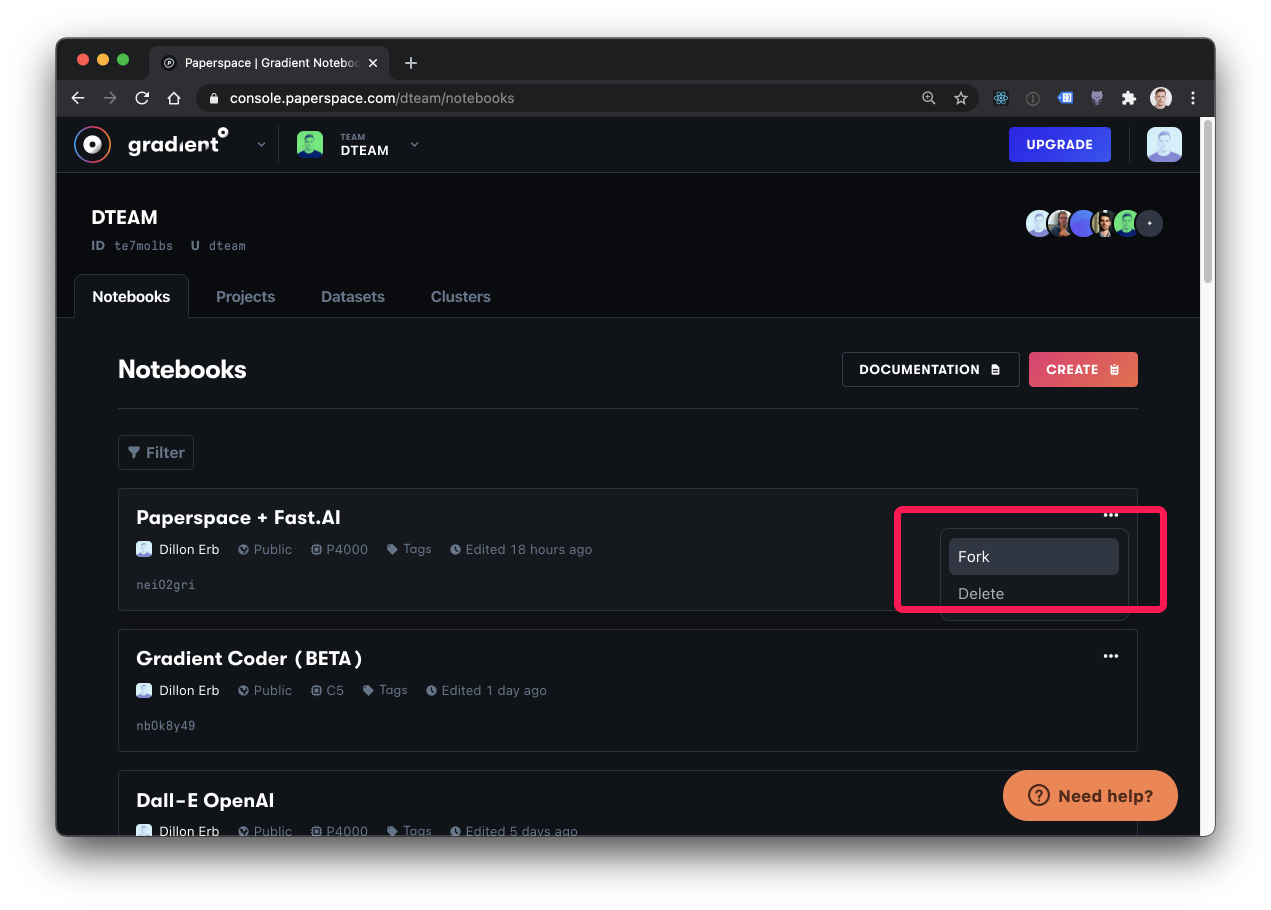 Paperspace | Gradient Notebo
console.paperspace.com/dteam/notebooks
gradient
TEAM
DTEAM
UPGRADE
DTEAM
ID te7molbs U dteam
Notebooks Projects Datasets Clusters
Notebooks
DOCUMENTATION
CREATE
Filter
Paperspace + Fast.AI
Dillon Erb Public P4000 Tags Edited 18 hours ago
nei02gri
Fork
Delete
Gradient Coder (BETA)
Dillon Erb Public C5 Tags Edited 1 day ago
nb0k8y49
Dall-E OpenAI
Dillon Erb Public P4000 Tags Edited 5 days ago
Need help?